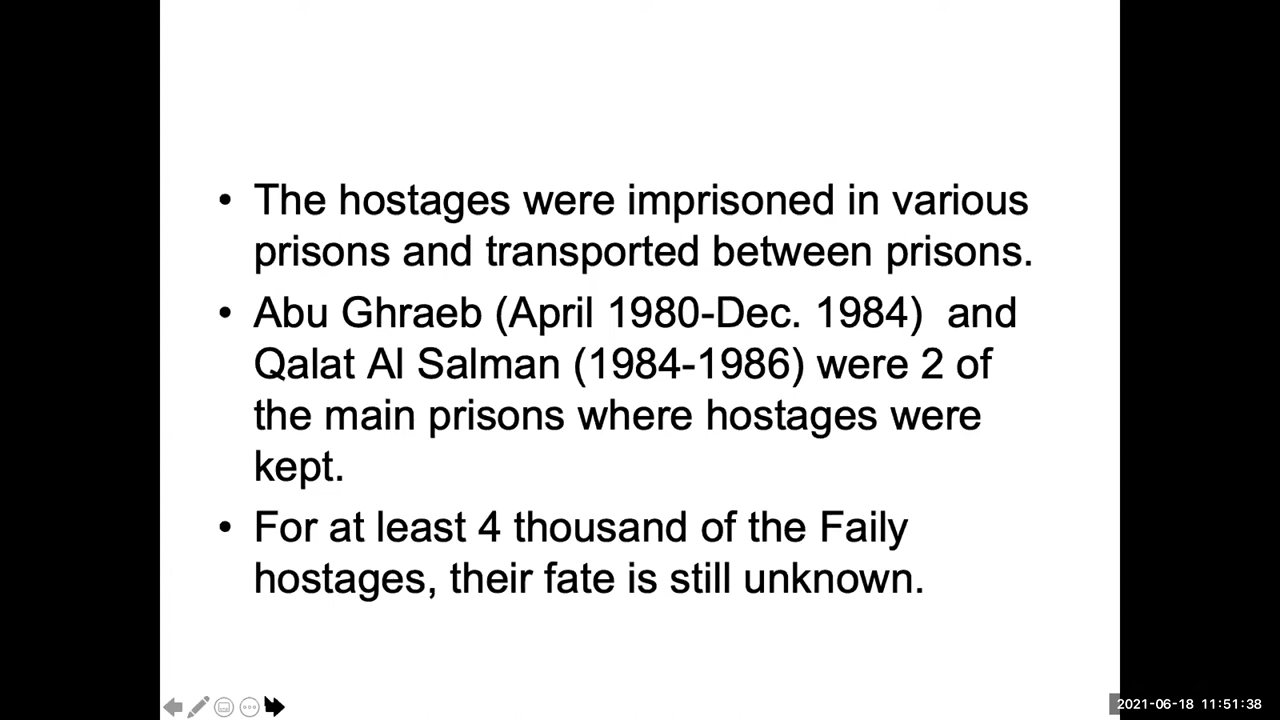 • The hostages were imprisoned in various
prisons and transported between prisons.
• Abu Ghraeb (April 1980-Dec. 1984)  and
Qalat Al Salman (1984-1986) were 2 of
the main prisons where hostages were
kept.
• For at least 4 thousand of the Faily
hostages, their fate is still unknown.
2021-06-18 11:51:38